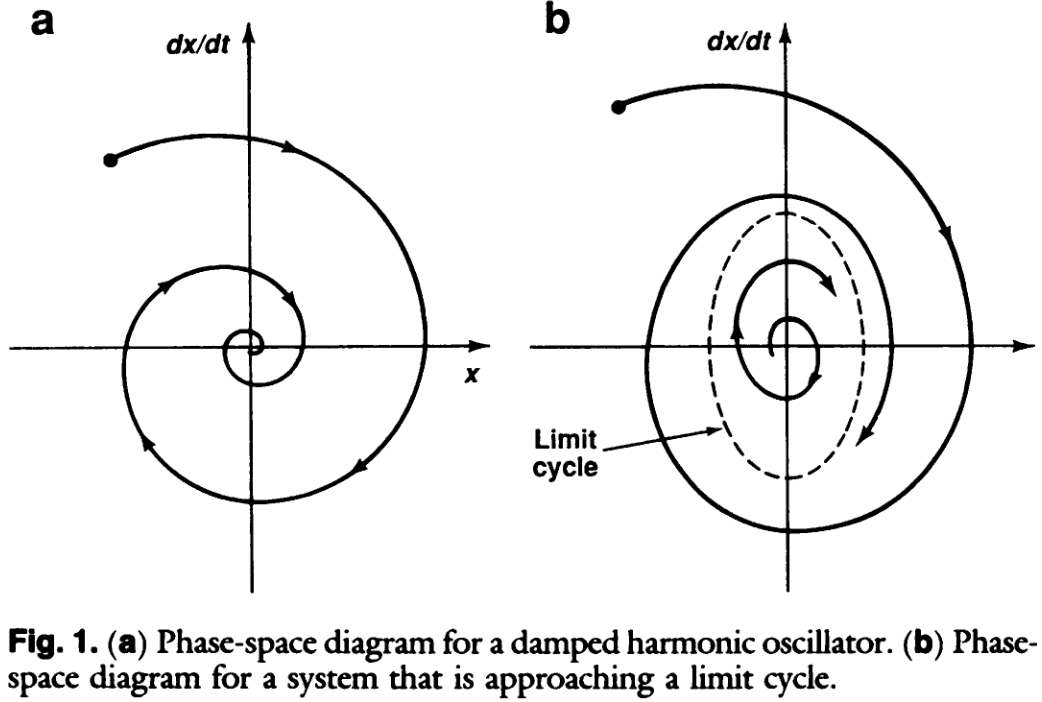 a
dx/dt
x
b
dx/dt
Limit
cycle
Fig. 1. (a) Phase-space diagram for a damped harmonic oscillator. (b) Phase-
space diagram for a system that is approaching a limit cycle.